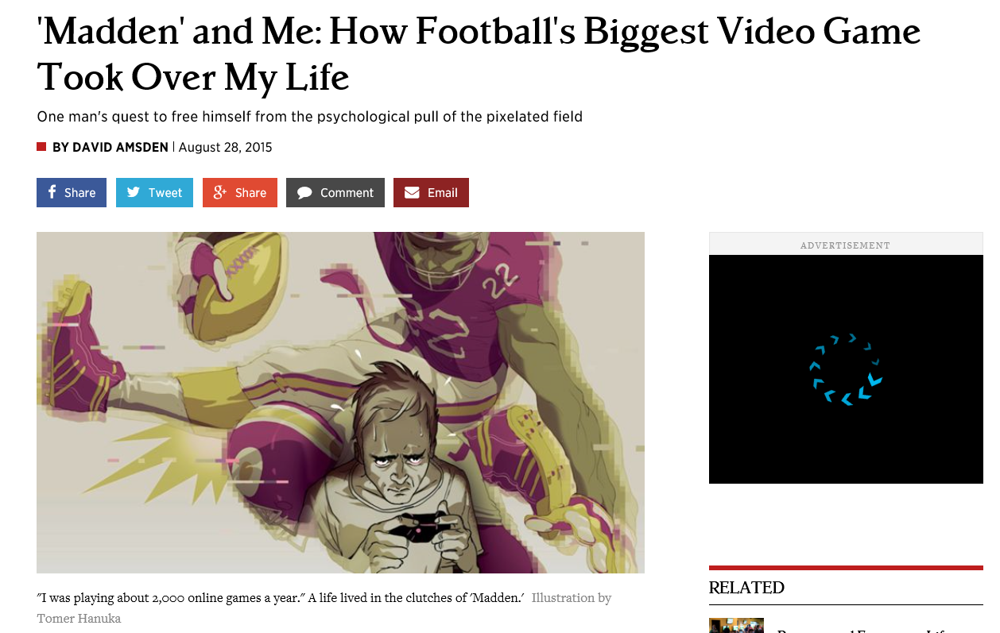 'Madden' and Me: How Football's Biggest Video Game
Took Over My Life
One man's quest to free himself from the psychological pull of the pixelated field
BY DAVID AMSDEN | August 28, 2015
Share
Tweet
Share
Comment
Email
ADVERTISEMENT
22
22
"I was playing about 2,000 online games a year." A life lived in the clutches of 'Madden.' Illustration by
Tomer Hanuka
RELATED